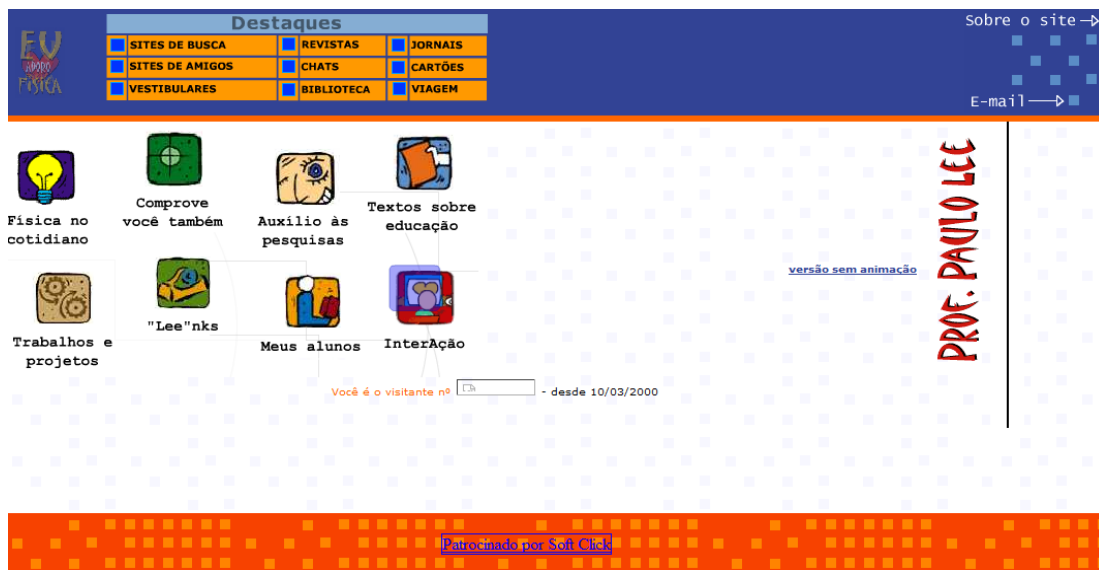 EU
ADORO
FÍSICA
Destaques
SITES DE BUSCA
REVISTAS
JORNAIS
SITES DE AMIGOS
CHATS
CARTÕES
VESTIBULARES
BIBLIOTECA
VIAGEM
Sobre o site
E-mail
Física no
cotidiano
Comprove
você também
Auxílio às
pesquisas
Textos sobre
educação
Trabalhos e
projetos
"Lee"nks
Meus alunos
InterAção
versão sem animação
PROF. PAULO LEE
Você é o visitante nº - desde 10/03/2000
Patrocinado por Soft Click